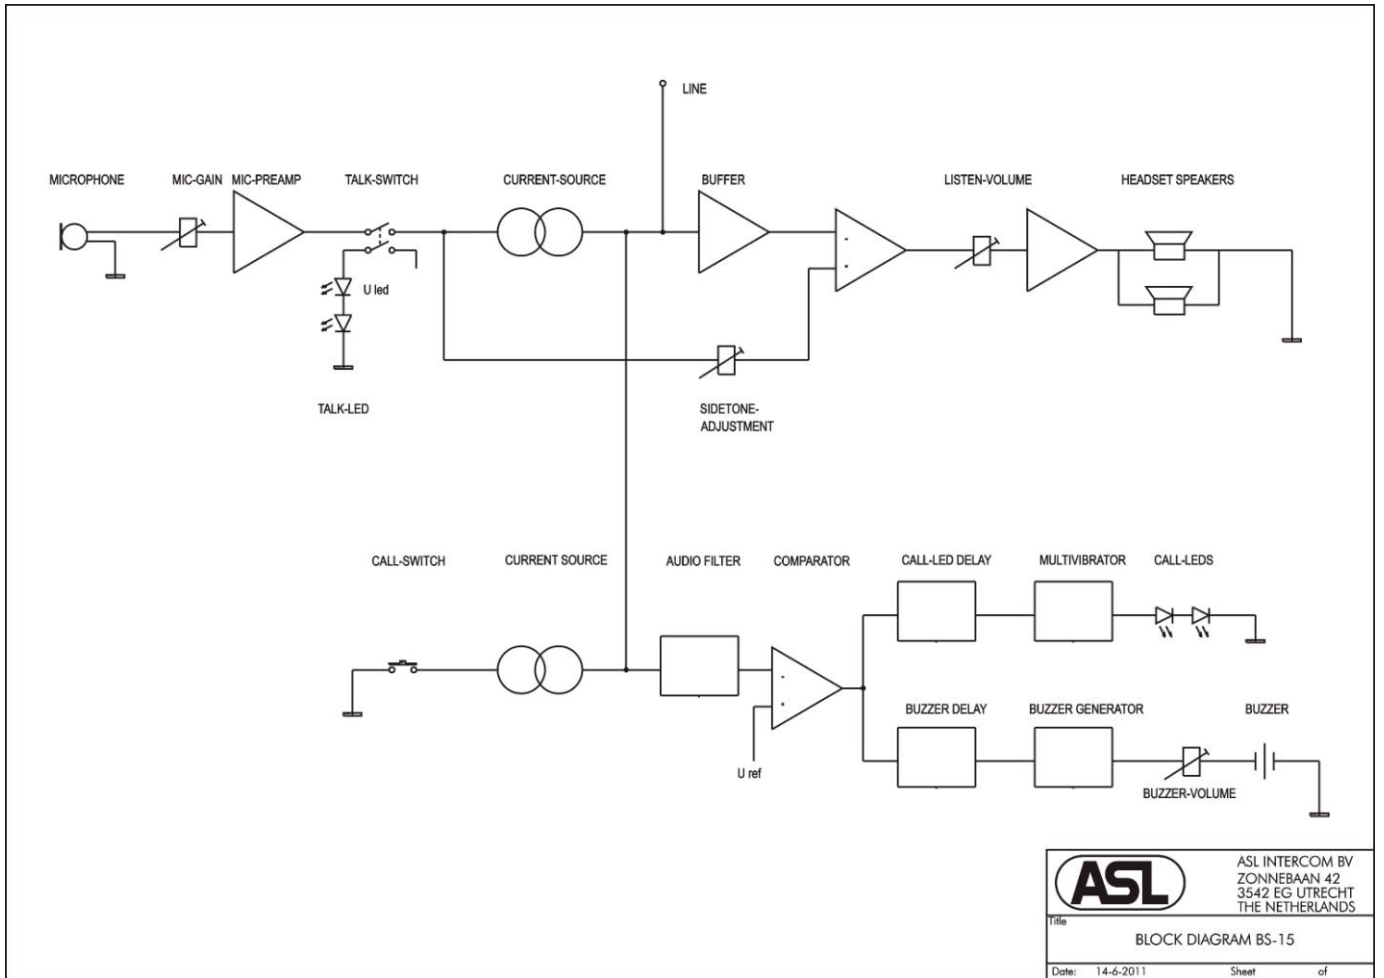 LINE
MICROPHONE
MIC-GAIN
MIC-PREAMP
TALK-SWITCH
CURRENT-SOURCE
BUFFER
LISTEN-VOLUME
HEADSET SPEAKERS
U led
TALK-LED
SIDETONE-
ADJUSTMENT
CALL-SWITCH
CURRENT SOURCE
AUDIO FILTER
COMPARATOR
CALL-LED DELAY
MULTIVIBRATOR
CALL-LEDS
BUZZER DELAY
BUZZER GENERATOR
BUZZER
U ref
BUZZER-VOLUME
ASL
ASL INTERCOM BV
ZONNEBAAN 42
3542 EG UTRECHT
THE NETHERLANDS
Title
BLOCK DIAGRAM BS-15
Date: 14-6-2011 Sheet of